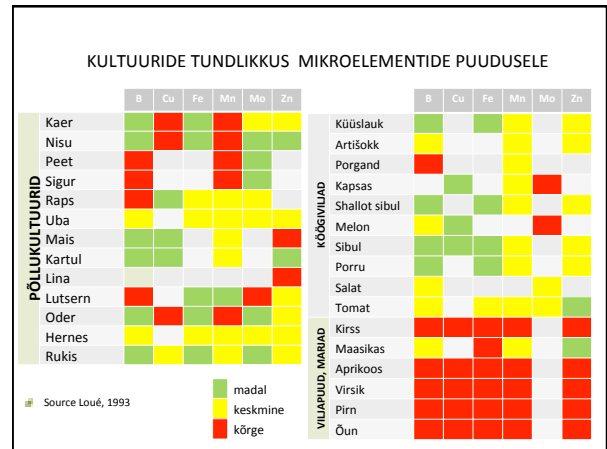 KULTUURIDE TUNDLIKKUS MIKROELEMENTIDE PUUDUSELE
B Cu Fe Mn Mo Zn
PÕLLUKULTUURID
Kaer
Nisu
Peet
Sigur
Raps
Uba
Mais
Kartul
Lina
Lutsern
Oder
Hernes
Rukis
B Cu Fe Mn Mo Zn
KÖÖGIVILJAD
Küüslauk
Artišokk
Porgand
Kapsas
Shallot sibul
Melon
Sibul
Porru
Salat
Tomat
VILJAPUUD, MARJAD
Kirss
Maasikas
Aprikoos
Virsik
Pirn
Õun
madal
keskmine
kõrge
Source Loué, 1993